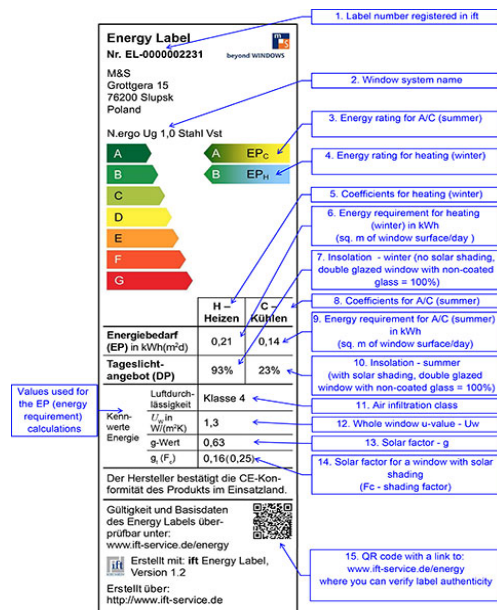 Energy Label
Nr. EL-0000002231
m s
beyond WINDOWS
M&S
Grottgera 15
76200 Slupsk
Poland
N.ergo Ug 1,0 Stahl Vst
A
B
C
D
E
F
G
A EPC
B EPH
H –
Heizen
C –
Kühlen
Energiebedarf
(EP) in kWh(m²d)
0,21
0,14
Tageslicht-
angebot (DP)
93%
23%
Kenn-
werte
Energie
Luftdurch-
lässigkeit
Klasse 4
Uw in
W/(m²K)
1,3
g-Wert
0,63
gt (Fc)
0,16(0,25)
Der Hersteller bestätigt die CE-Kon-
formität des Produkts im Einsatzland.
Gültigkeit und Basisdaten
des Energy Labels über-
prüfbar unter:
www.ift-service.de/energy
ift
Erstellt mit: ift Energy Label,
Version 1.2
Erstellt über:
http://www.ift-service.de
Values used for
the EP (energy
requirement)
calculations
1. Label number registered in ift
2. Window system name
3. Energy rating for A/C (summer)
4. Energy rating for heating (winter)
5. Coefficients for heating (winter)
6. Energy requirement for heating
(winter) in kWh
(sq. m of window surface/day )
7. Insolation - winter (no solar shading,
double glazed window with non-coated
glass = 100%)
8. Coefficients for A/C (summer)
9. Energy requirement for A/C (summer)
in kWh
(sq. m of window surface/day)
10. Insolation - summer
(with solar shading, double glazed
window with non-coated glass = 100%)
11. Air infiltration class
12. Whole window u-value - Uw
13. Solar factor - g
14. Solar factor for a window with solar
shading
(Fc - shading factor)
15. QR code with a link to:
www.ift-service.de/energy
where you can verify label authenticity